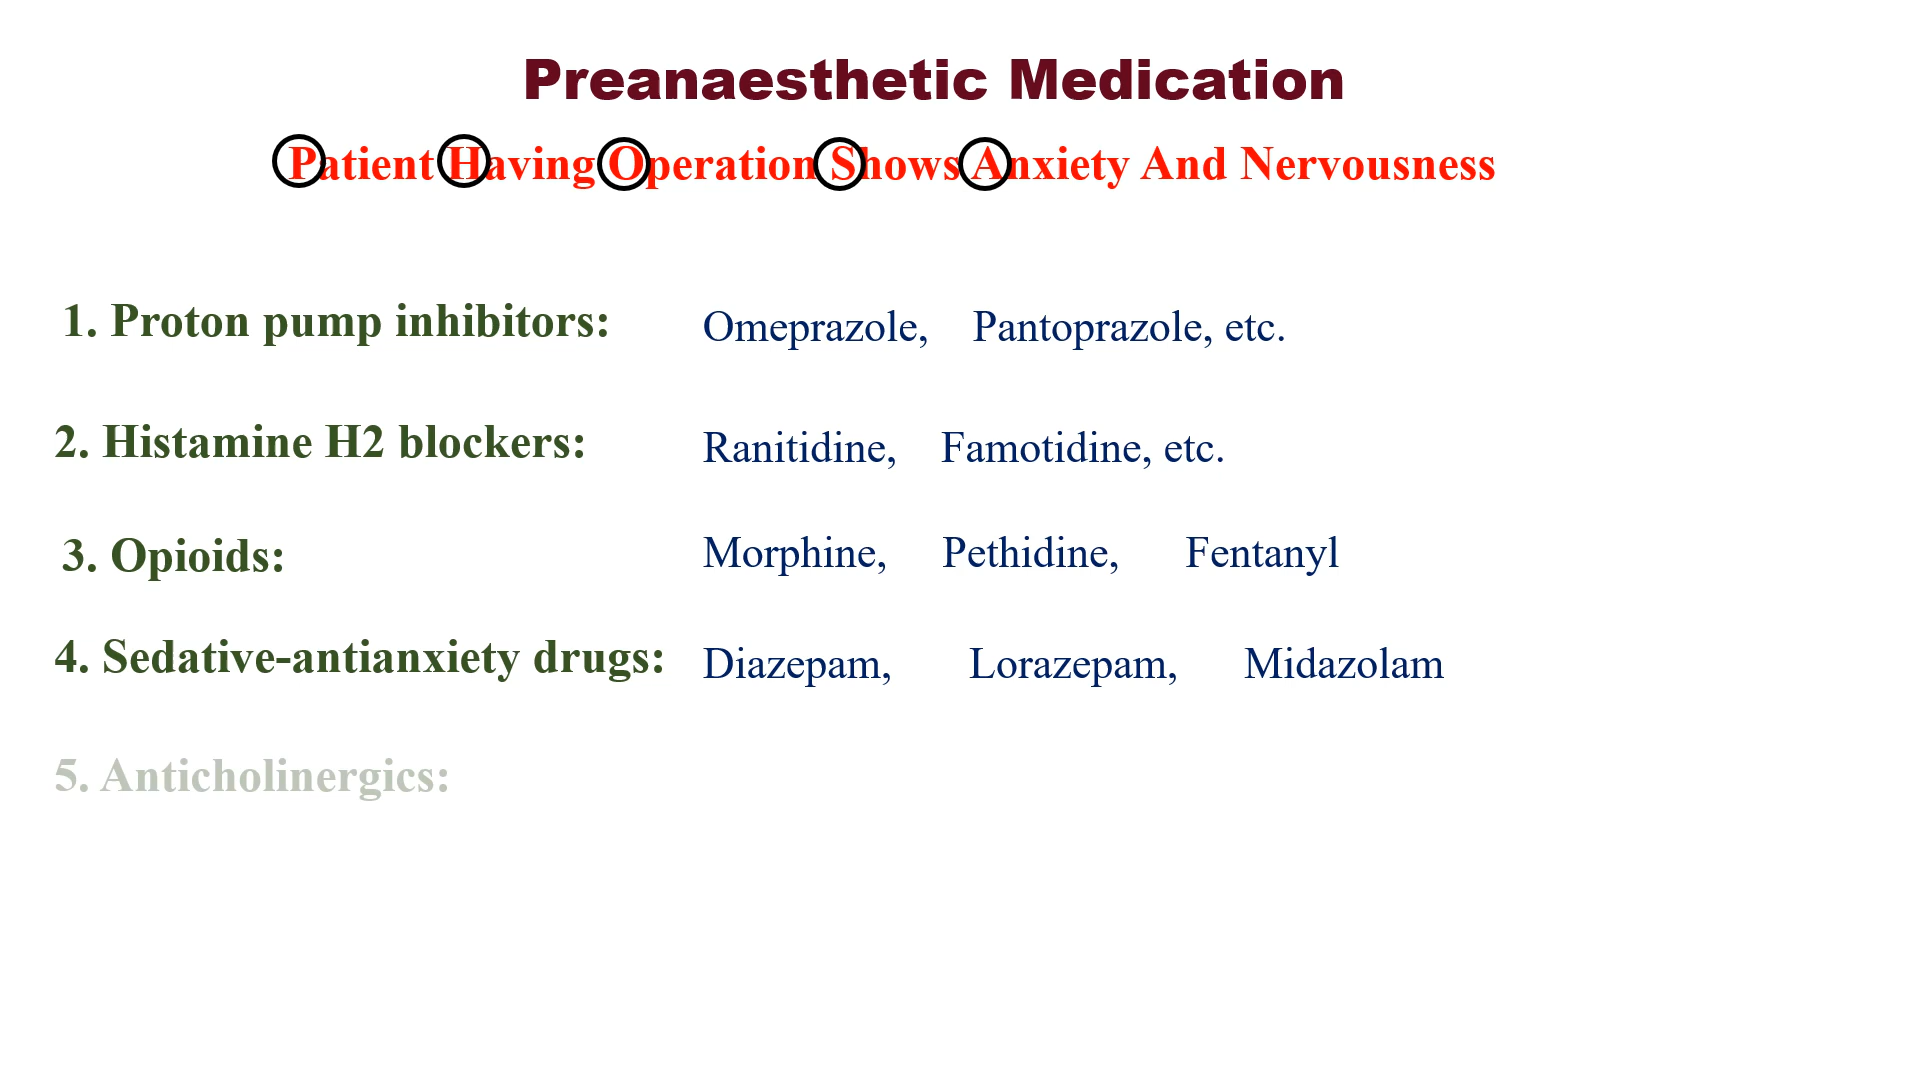 Preanaesthetic Medication
Patient Having Operation Shows Anxiety And Nervousness
1. Proton pump inhibitors: Omeprazole, Pantoprazole, etc.
2. Histamine H2 blockers: Ranitidine, Famotidine, etc.
3. Opioids: Morphine, Pethidine, Fentanyl
4. Sedative-antianxiety drugs: Diazepam, Lorazepam, Midazolam
5. Anticholinergics: